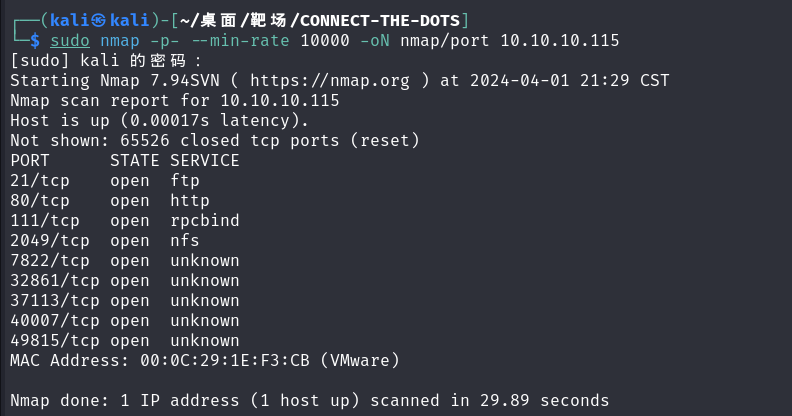 ┌──(kali㉿kali)-[~/桌面/靶场/CONNECT-THE-DOTS]
└─$ sudo nmap -p- --min-rate 10000 -oN nmap/port 10.10.10.115
[sudo] kali 的密码：
Starting Nmap 7.94SVN ( https://nmap.org ) at 2024-04-01 21:29 CST
Nmap scan report for 10.10.10.115
Host is up (0.00017s latency).
Not shown: 65526 closed tcp ports (reset)
PORT      STATE SERVICE
21/tcp    open  ftp
80/tcp    open  http
111/tcp   open  rpcbind
2049/tcp  open  nfs
7822/tcp  open  unknown
32861/tcp open  unknown
37113/tcp open  unknown
40007/tcp open  unknown
49815/tcp open  unknown
MAC Address: 00:0C:29:1E:F3:CB (VMware)
Nmap done: 1 IP address (1 host up) scanned in 29.89 seconds